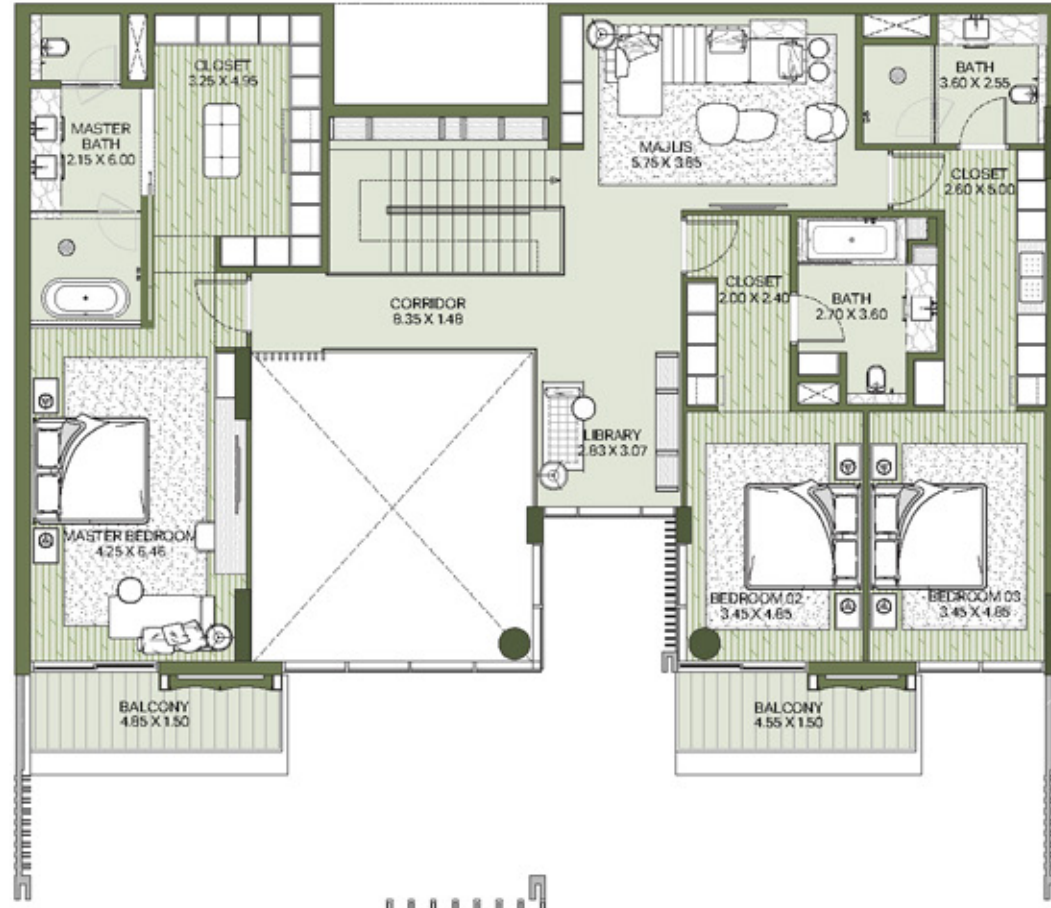 CLOSET
3.25 X 4.95
MASTER
BATH
2.15 X 6.00
BATH
3.60 X 2.55
MAJLIS
5.75 X 3.65
CLOSET
2.60 X 5.00
CLOSET
2.00 X 2.40
BATH
2.70 X 3.60
CORRIDOR
8.35 X 1.48
LIBRARY
2.83 X 3.07
MASTER BEDROOM
4.25 X 6.46
BEDROOM 02
3.45 X 4.85
BEDROOM 03
3.45 X 4.85
BALCONY
4.85 X 1.50
BALCONY
4.55 X 1.50